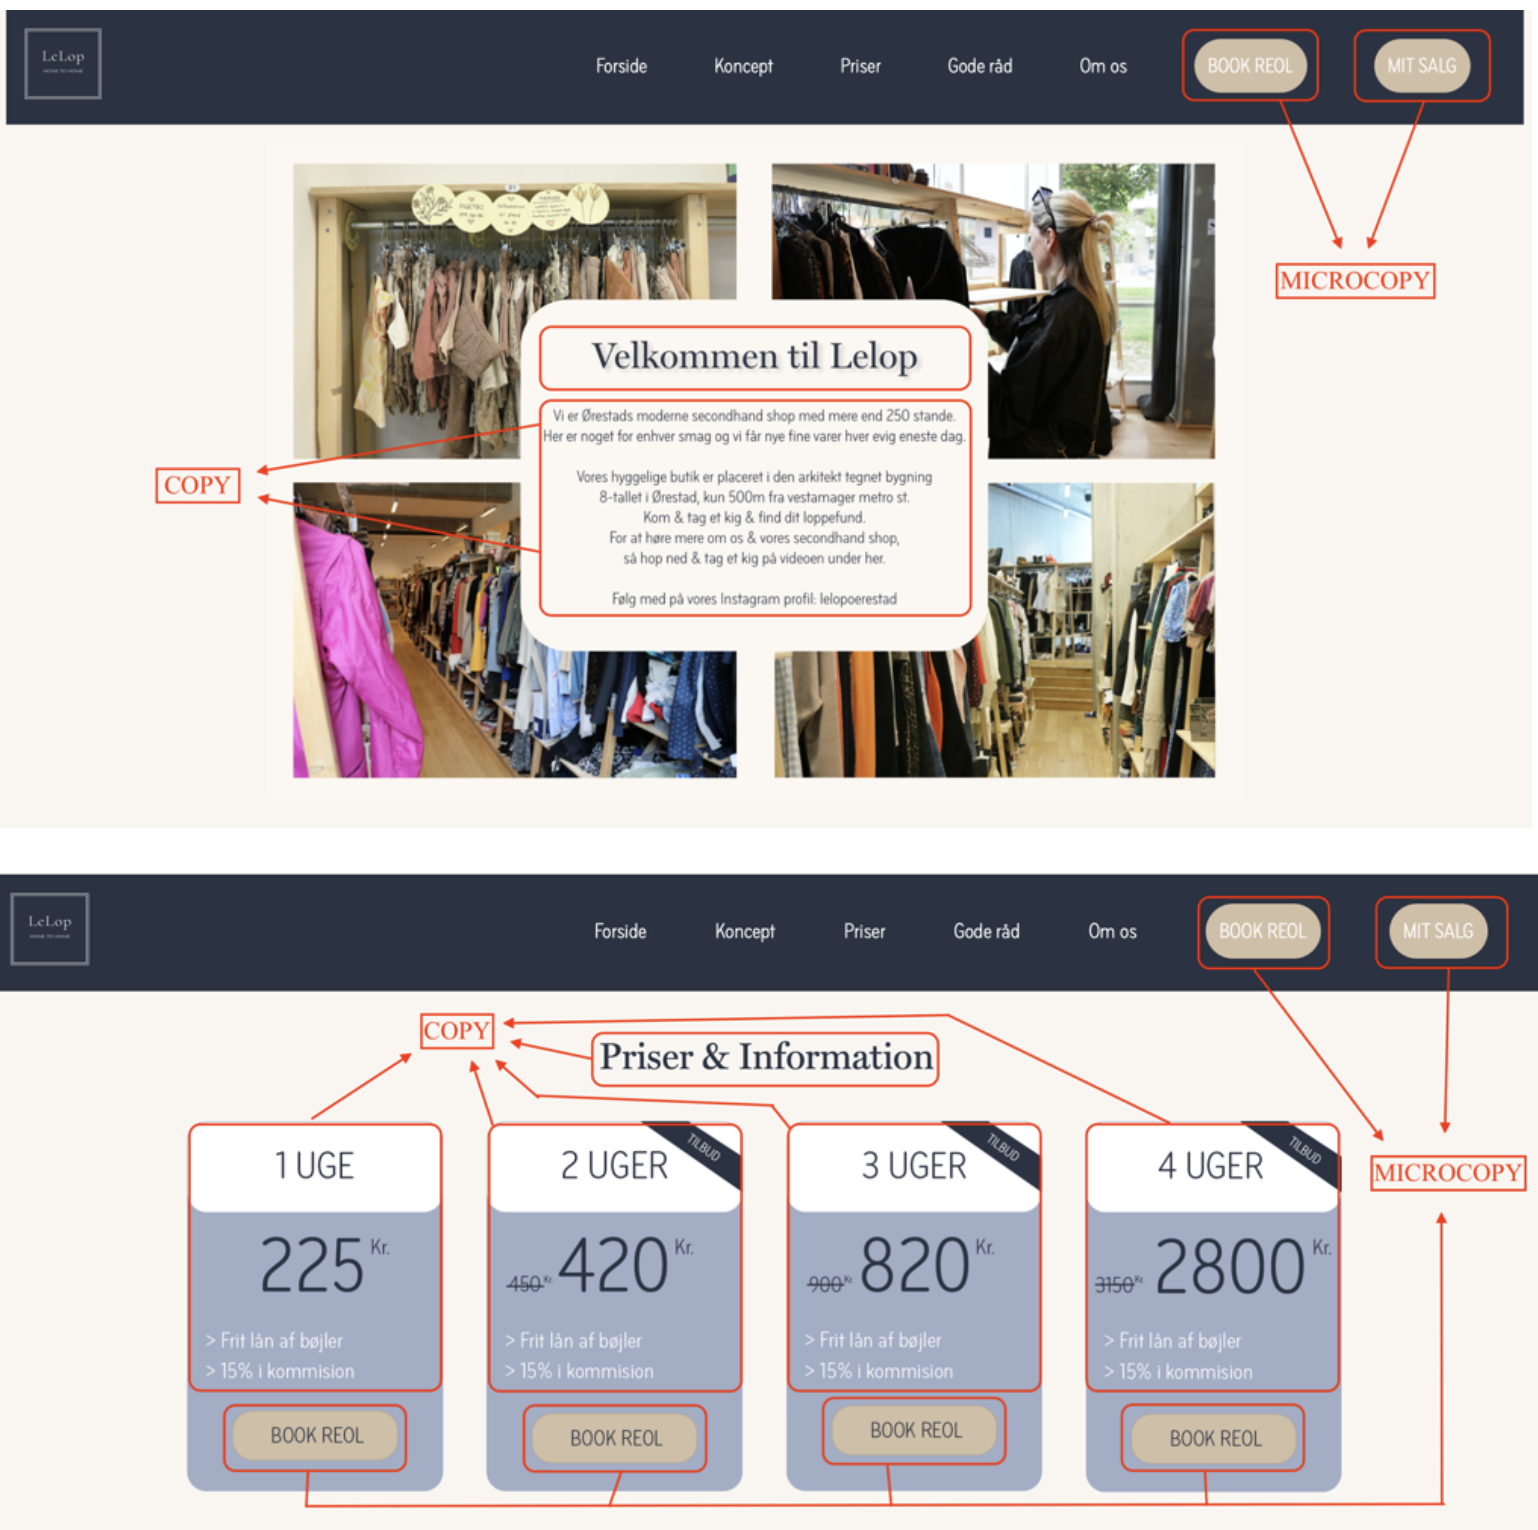 LeLop
HOME TO HOME
Forside
Koncept
Priser
Gode råd
Om os
BOOK REOL
MIT SALG
MICROCOPY
Velkommen til Lelop
Vi er Ørestads moderne secondhand shop med mere end 250 stande.
Her er noget for enhver smag og vi får nye fine varer hver evig eneste dag.
Vores hyggelige butik er placeret i den arkitekt tegnet bygning
8-tallet i Ørestad, kun 500m fra vestamager metro st.
Kom & tag et kig & find dit loppefund.
For at høre mere om os & vores secondhand shop,
så hop ned & tag et kig på videoen under her.
Følg med på vores Instagram profil: lelopoerestad
COPY
LeLop
HOME TO HOME
Forside
Koncept
Priser
Gode råd
Om os
BOOK REOL
MIT SALG
COPY
Priser & Information
MICROCOPY
1 UGE
225 Kr.
> Frit lån af bøjler
> 15% i kommision
BOOK REOL
2 UGER
TILBUD
450 Kr. 420 Kr.
> Frit lån af bøjler
> 15% i kommision
BOOK REOL
3 UGER
TILBUD
900 Kr. 820 Kr.
> Frit lån af bøjler
> 15% i kommision
BOOK REOL
4 UGER
TILBUD
3150 Kr. 2800 Kr.
> Frit lån af bøjler
> 15% i kommision
BOOK REOL